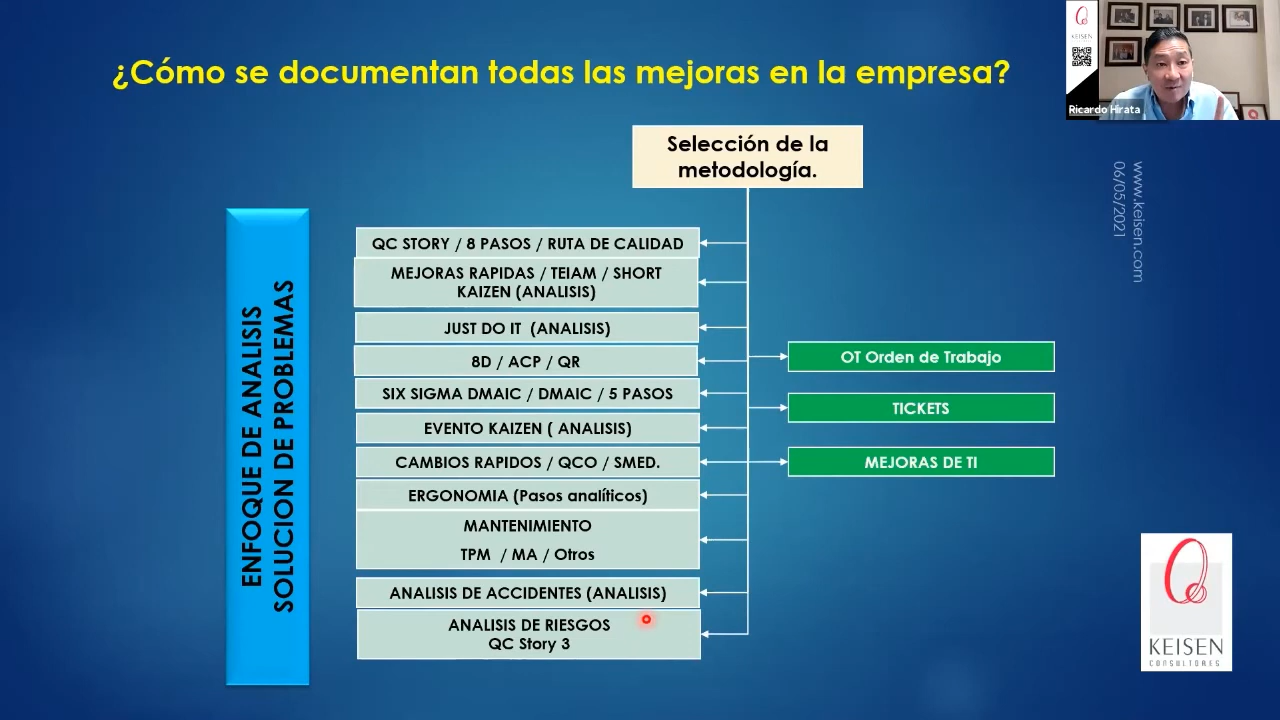 ¿Cómo se documentan todas las mejoras en la empresa?
KEISEN
Ricardo Hirata
www.keisen.com
06/05/2021
Selección de la
metodología.
ENFOQUE DE ANALISIS
SOLUCION DE PROBLEMAS
QC STORY / 8 PASOS / RUTA DE CALIDAD
MEJORAS RAPIDAS / TEIAM / SHORT
KAIZEN (ANALISIS)
JUST DO IT (ANALISIS)
8D / ACP / QR
SIX SIGMA DMAIC / DMAIC / 5 PASOS
EVENTO KAIZEN ( ANALISIS)
CAMBIOS RAPIDOS / QCO / SMED.
ERGONOMIA (Pasos analíticos)
MANTENIMIENTO
TPM / MA / Otros
ANALISIS DE ACCIDENTES (ANALISIS)
ANALISIS DE RIESGOS
QC Story 3
OT Orden de Trabajo
TICKETS
MEJORAS DE TI
KEISEN
CONSULTORES